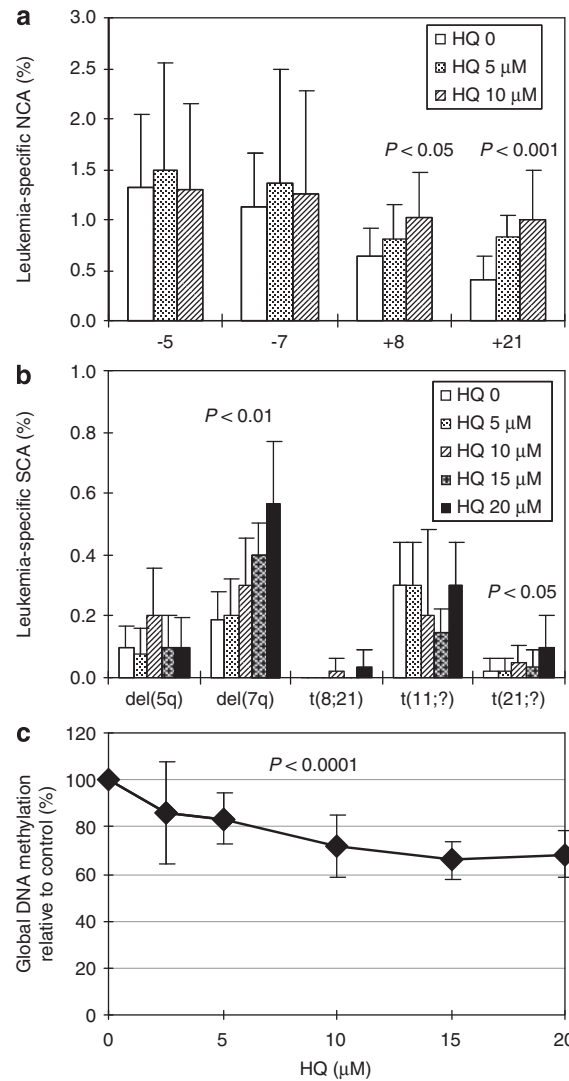 a
Leukemia-specific NCA (%)
3.0
2.5
2.0
1.5
1.0
0.5
0.0
HQ 0
HQ 5 μM
HQ 10 μM
P < 0.05
P < 0.001
-5
-7
+8
+21
b
Leukemia-specific SCA (%)
1.0
0.8
0.6
0.4
0.2
0.0
P < 0.01
HQ 0
HQ 5 μM
HQ 10 μM
HQ 15 μM
HQ 20 μM
P < 0.05
del(5q)
del(7q)
t(8;21)
t(11;?)
t(21;?)
c
Global DNA methylation
relative to control (%)
120
100
80
60
40
20
0
P < 0.0001
0
5
10
15
20
HQ (μM)